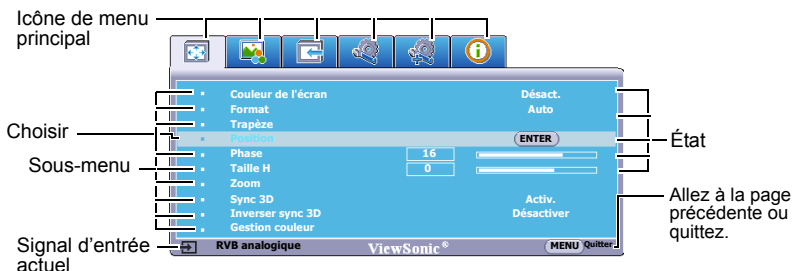 Icône de menu
principal
Couleur de l'écran Désact.
Format Auto
Trapèze
Choisir
Position ENTER
État
Phase 16
Sous-menu
Taille H 0
Zoom
Sync 3D Activ.
Inverser sync 3D Désactiver
Gestion couleur
Allez à la page
précédente ou
quittez.
Signal d'entrée
actuel
RVB analogique ViewSonic® MENU Quitter